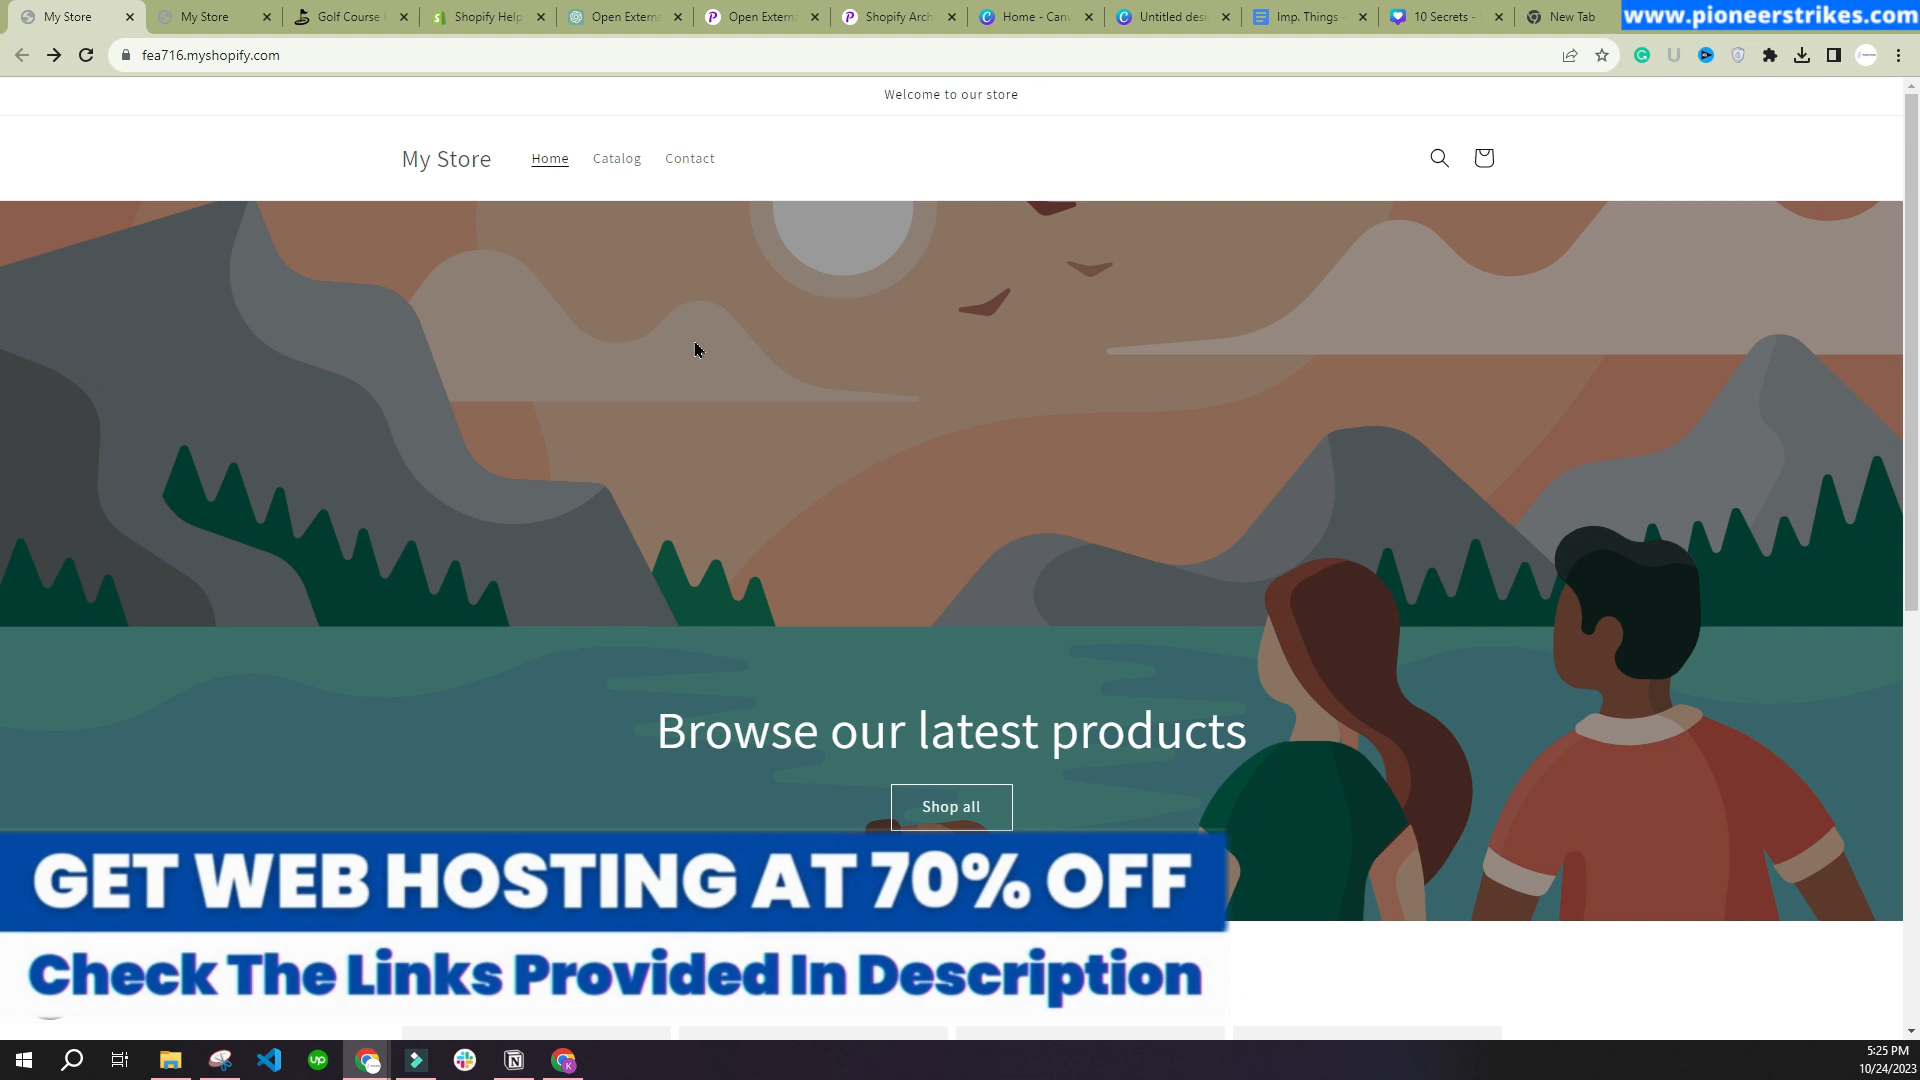 My Store
My Store
Golf Course
Shopify Help
Open Extern
Open Extern
Shopify Arch
Home - Can
Untitled desi
Imp. Things
10 Secrets -
New Tab
www.pioneerstrikes.com
fea716.myshopify.com
Welcome to our store
My Store
Home
Catalog
Contact
Browse our latest products
Shop all
GET WEB HOSTING AT 70% OFF
Check The Links Provided In Description
5:25 PM
10/24/2023